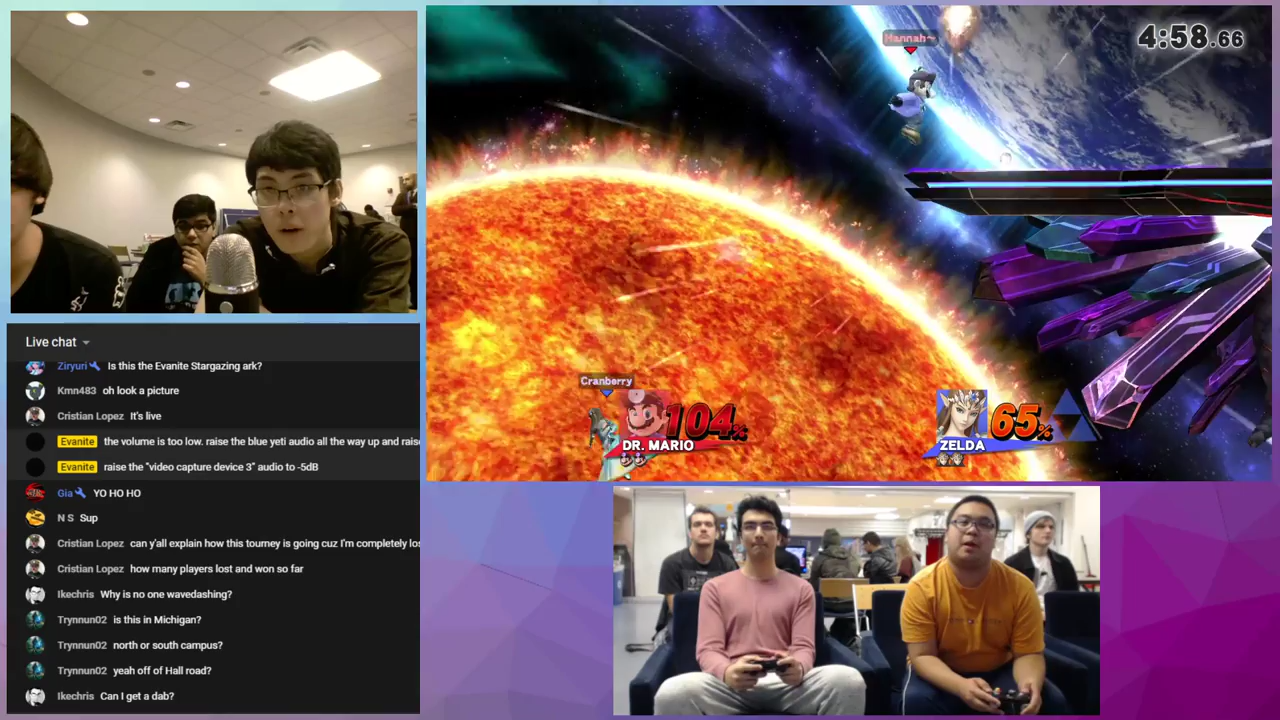 Hannah~
4:58.66
Cranberry
104%
DR. MARIO
65%
ZELDA
Live chat
Ziryuri Is this the Evanite Stargazing ark?
Kmn483 oh look a picture
Cristian Lopez It's live
Evanite the volume is too low. raise the blue yeti audio all the way up and raise
Evanite raise the "video capture device 3" audio to -5dB
Gia YO HO HO
N S Sup
Cristian Lopez can y'all explain how this tourney is going cuz I'm completely los
Cristian Lopez how many players lost and won so far
Ikechris Why is no one wavedashing?
Trynnun02 is this in Michigan?
Trynnun02 north or south campus?
Trynnun02 yeah off of Hall road?
Ikechris Can I get a dab?